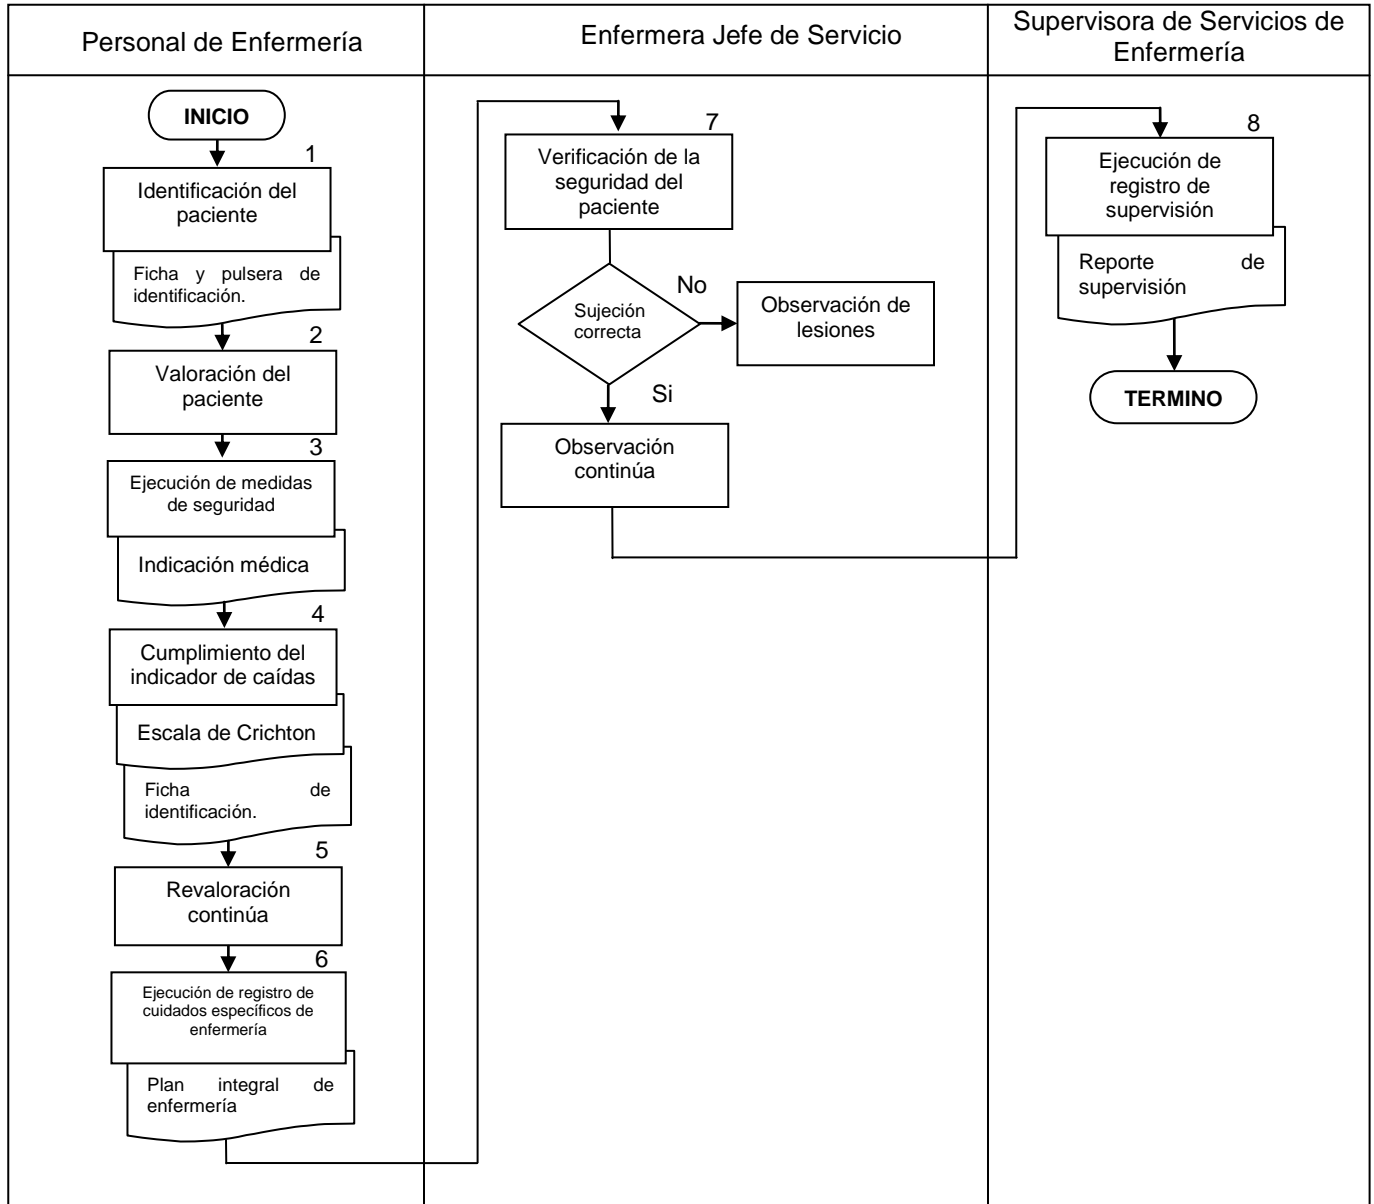 Personal de Enfermería
Enfermera Jefe de Servicio
Supervisora de Servicios de
Enfermería
INICIO
1
Identificación del
paciente
Ficha y pulsera de
identificación.
2
Valoración del
paciente
3
Ejecución de medidas
de seguridad
Indicación médica
4
Cumplimiento del
indicador de caídas
Escala de Crichton
Ficha de
identificación.
5
Revaloración
continúa
6
Ejecución de registro de
cuidados específicos de
enfermería
Plan integral de
enfermería
7
Verificación de la
seguridad del
paciente
Sujeción
correcta
No
Observación de
lesiones
Si
Observación
continúa
8
Ejecución de
registro de
supervisión
Reporte de
supervisión
TERMINO